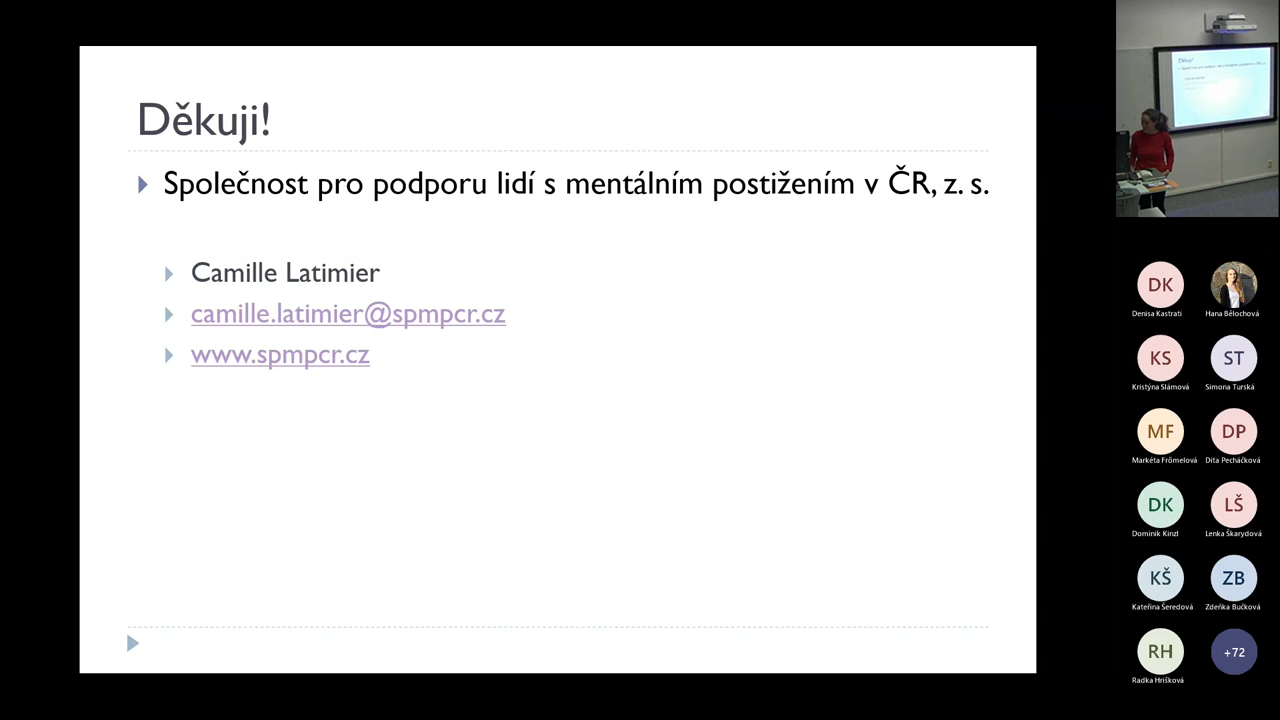 Děkuji!
Společnost pro podporu lidí s mentálním postižením v ČR, z. s.
Camille Latimier
camille.latimier@spmpcr.cz
www.spmpcr.cz
Děkuji!
DK
Denisa Kastrati
Hana Bělochová
KS
Kristýna Slámová
ST
Simona Turská
MF
Markéta Frömelová
DP
Dita Pecháčková
DK
Dominik Kinzl
LŠ
Lenka Škarydová
KŠ
Kateřina Šeredová
ZB
Zdeňka Bučková
RH
Radka Hrišková
+72